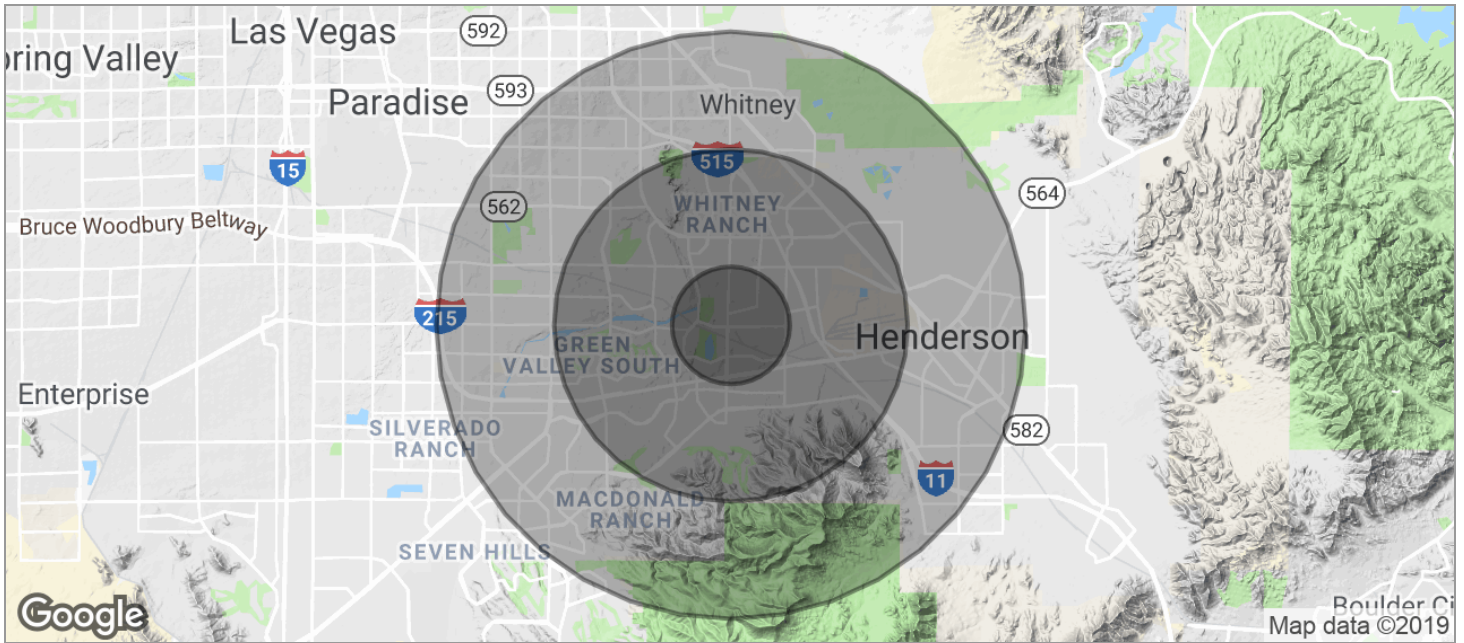 Las Vegas
592
pring Valley
593
Paradise
Whitney
515
15
564
562
WHITNEY
RANCH
Bruce Woodbury Beltway
215
Henderson
GREEN
VALLEY SOUTH
Enterprise
SILVERADO
RANCH
582
11
MACDONALD
RANCH
SEVEN HILLS
Google
Boulder Ci
Map data ©2019